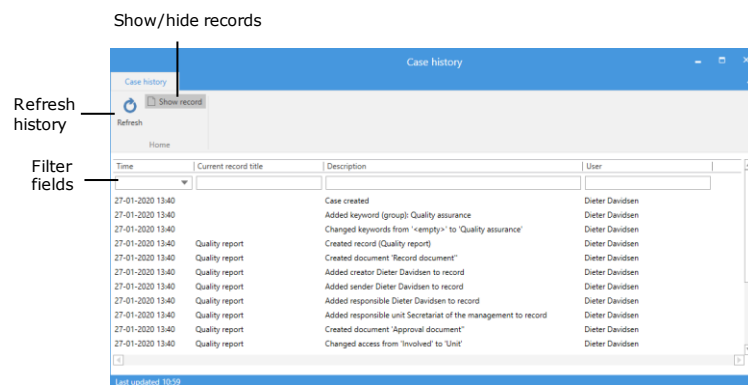 Show/hide records
Case history
Case history
Show record
Refresh
Home
Refresh
history
Filter
fields
Time Current record title Description User
27-01-2020 13:40 Case created Dieter Davidsen
27-01-2020 13:40 Added keyword (group): Quality assurance Dieter Davidsen
27-01-2020 13:40 Changed keywords from '<empty>' to 'Quality assurance' Dieter Davidsen
27-01-2020 13:40 Quality report Created record (Quality report) Dieter Davidsen
27-01-2020 13:40 Quality report Created document 'Record document" Dieter Davidsen
27-01-2020 13:40 Quality report Added creator Dieter Davidsen to record Dieter Davidsen
27-01-2020 13:40 Quality report Added sender Dieter Davidsen to record Dieter Davidsen
27-01-2020 13:40 Quality report Added responsible Dieter Davidsen to record Dieter Davidsen
27-01-2020 13:40 Quality report Added responsible unit Secretariat of the management to record Dieter Davidsen
27-01-2020 13:40 Quality report Created document 'Approval document" Dieter Davidsen
27-01-2020 13:40 Quality report Changed access from 'Involved' to 'Unit' Dieter Davidsen
Last updated 10:59